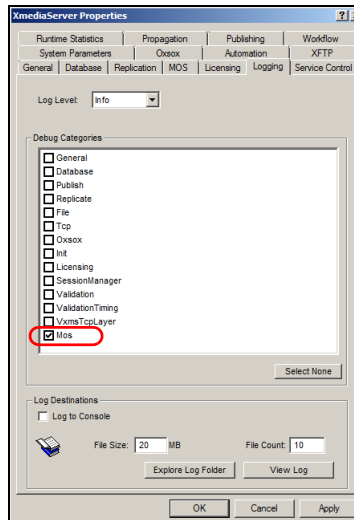 XmediaServer Properties
Runtime Statistics Propagation Publishing Workflow
System Parameters Oxsox Automation XFTP
General Database Replication MOS Licensing Logging Service Control
Log Level: Info
Debug Categories
General
Database
Publish
Replicate
File
Tcp
Oxsox
Init
Licensing
SessionManager
Validation
ValidationTiming
VxmsTcpLayer
Mos
Select None
Log Destinations
Log to Console
File Size: 20 MB File Count: 10
Explore Log Folder View Log
OK Cancel Apply